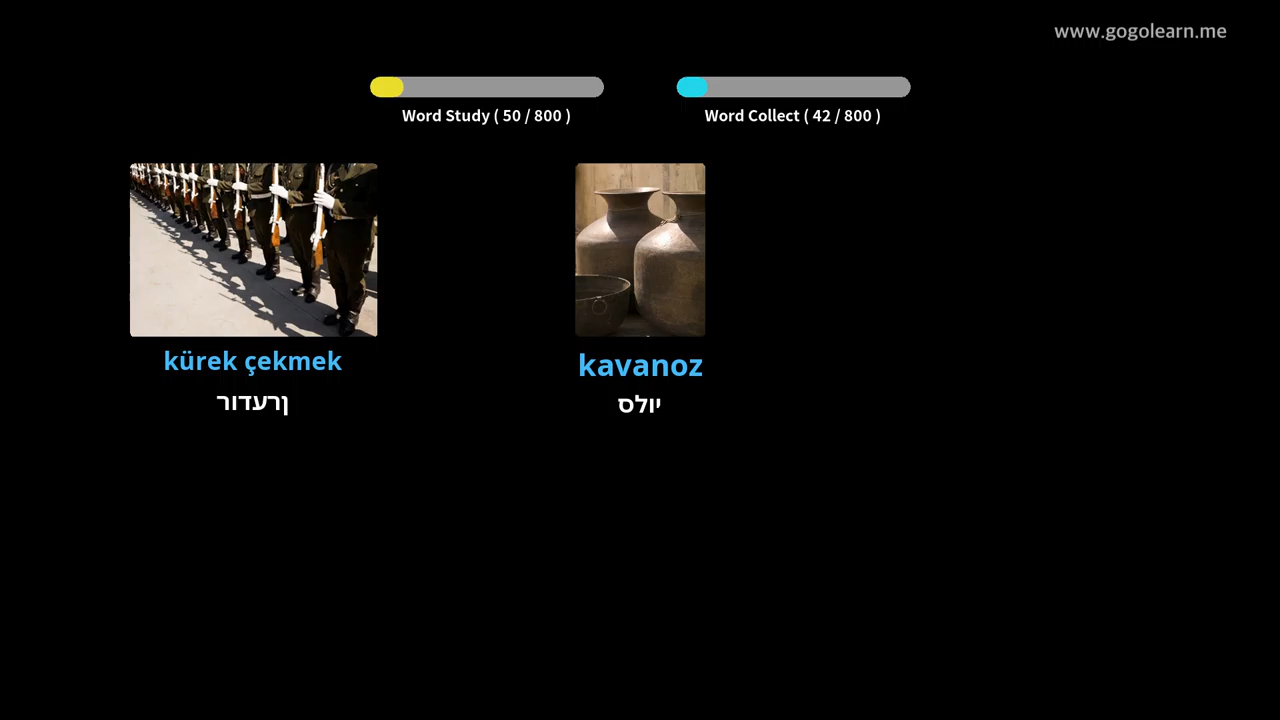 www.gogolearn.me
Word Study ( 50 / 800 )
Word Collect ( 42 / 800 )
kürek çekmek
ןרעדור
kavanoz
יולס